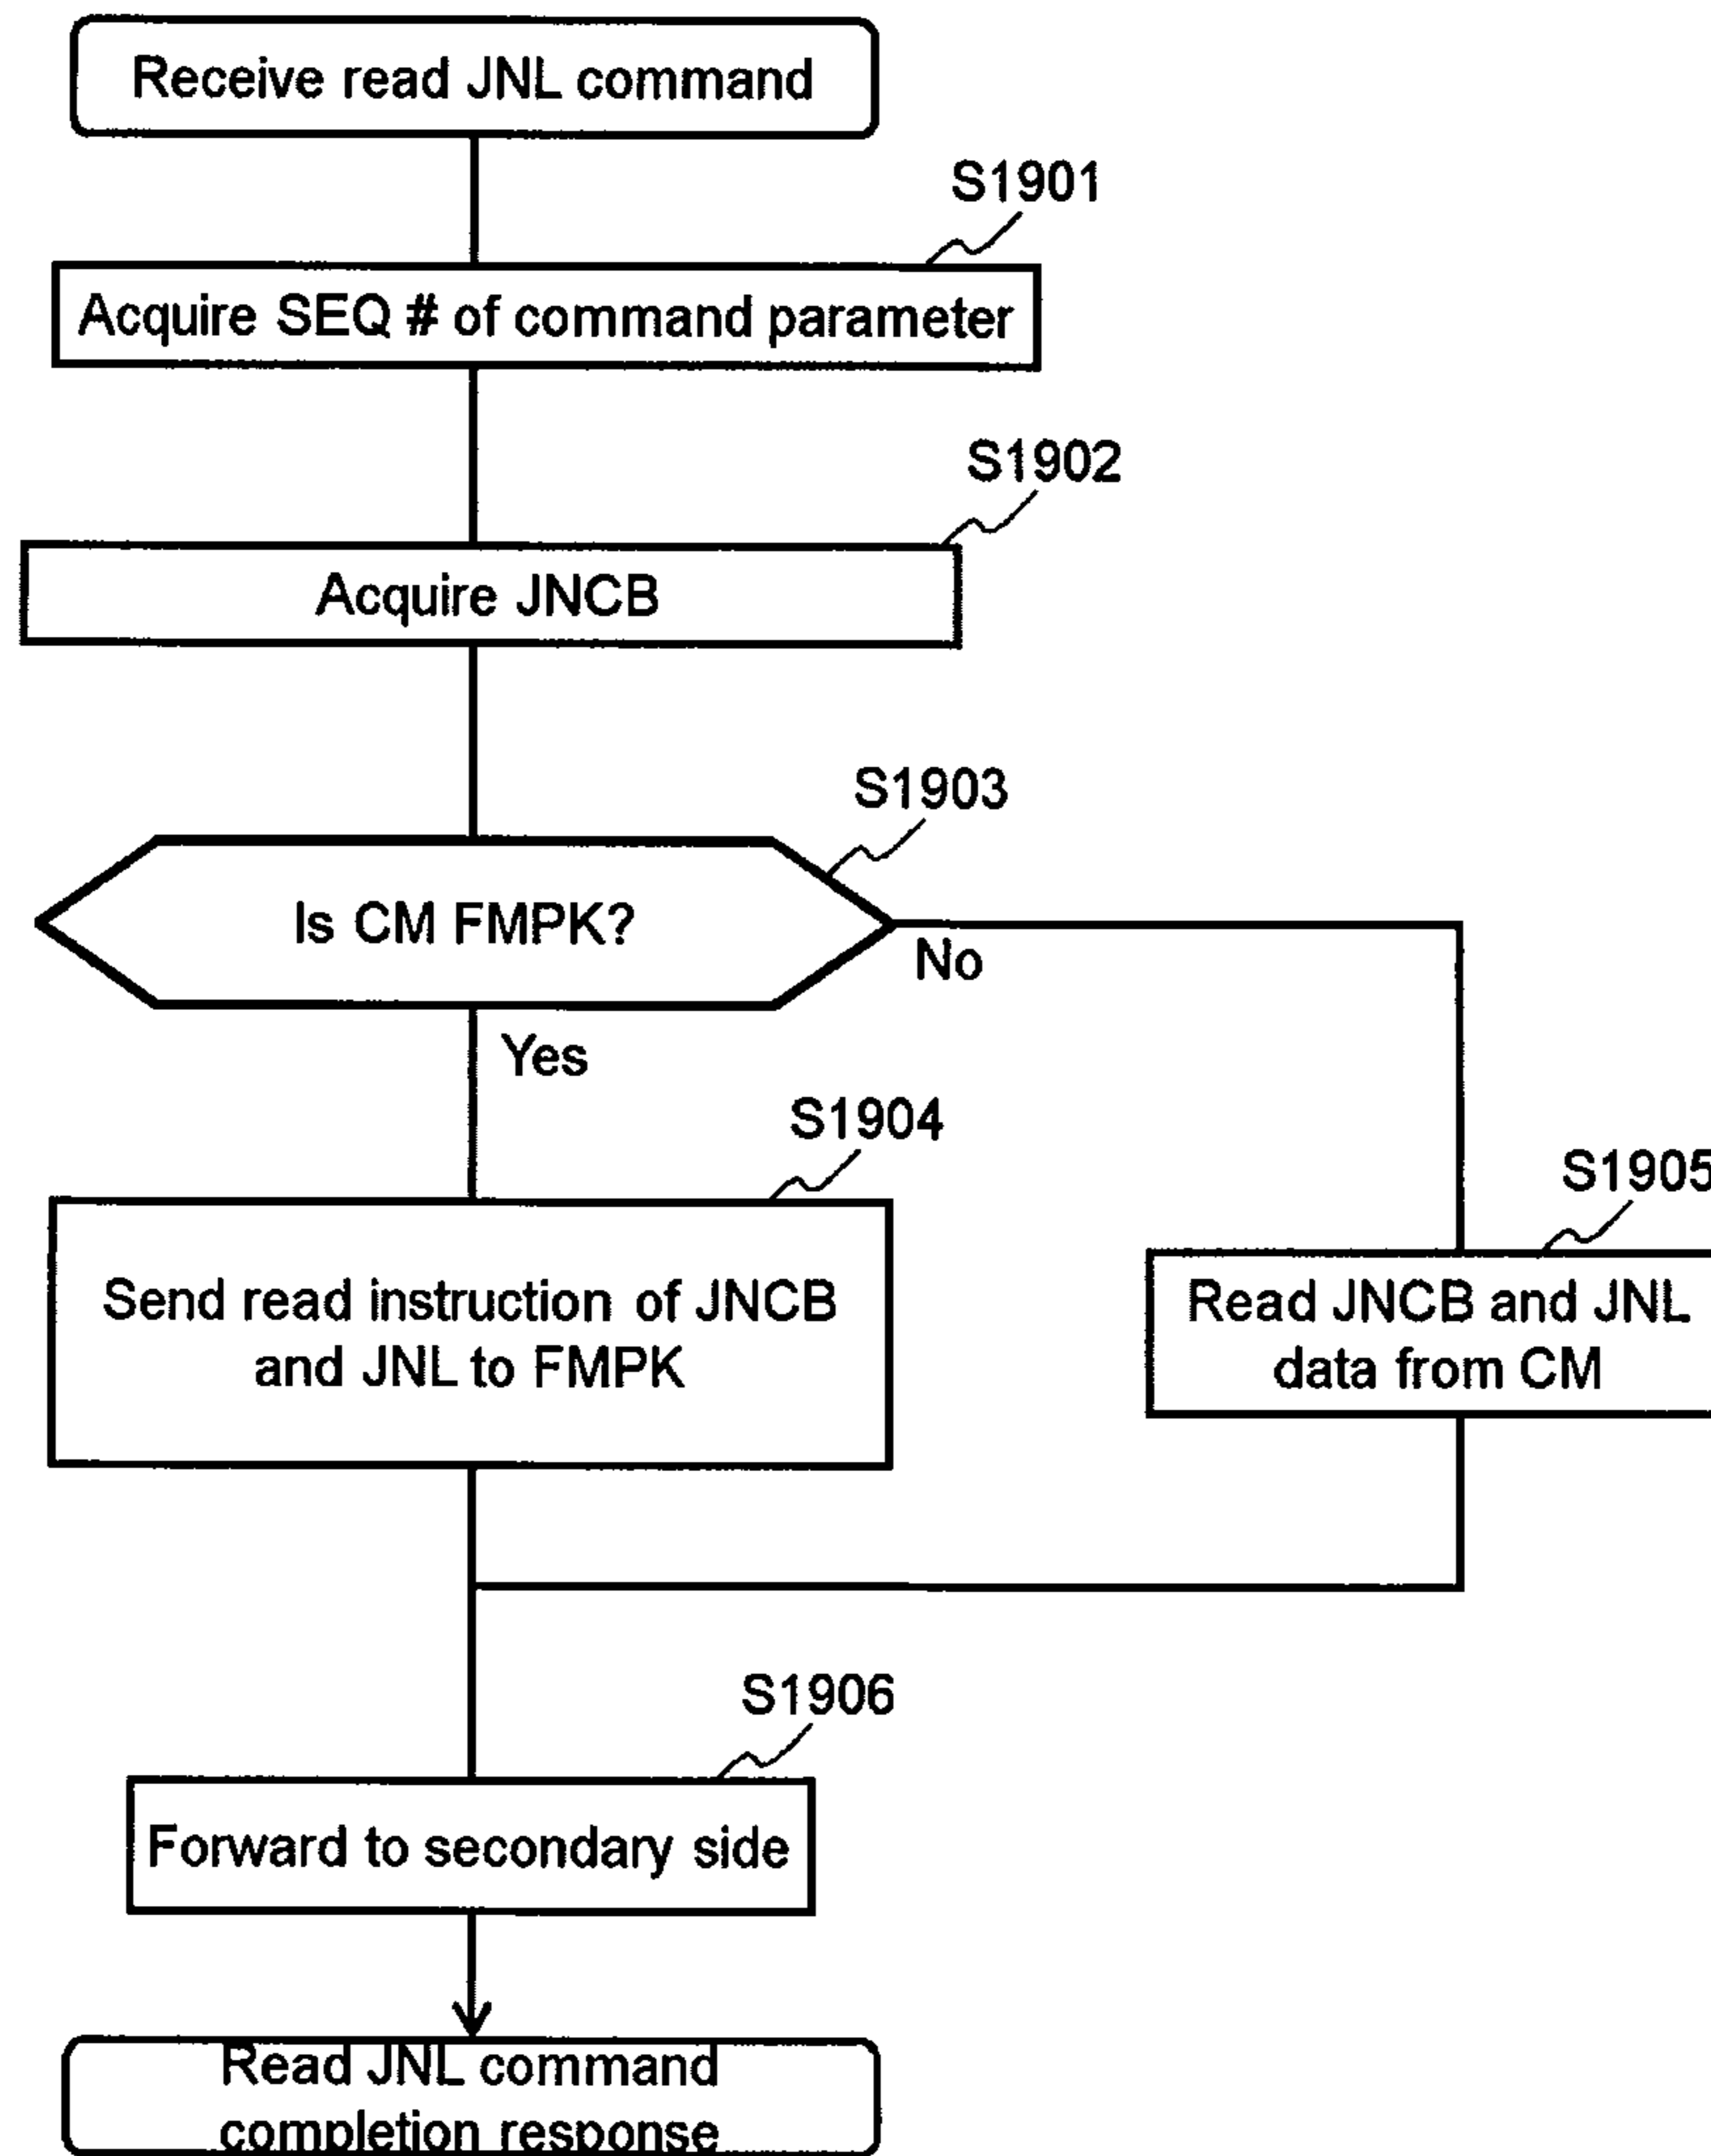 Receive read JNL command
S1901
Acquire SEQ # of command parameter
S1902
Acquire JNCB
S1903
Is CM FMPK?
No
Yes
S1904
Send read instruction of JNCB
and JNL to FMPK
S1905
Read JNCB and JNL
data from CM
S1906
Forward to secondary side
Read JNL command
completion response